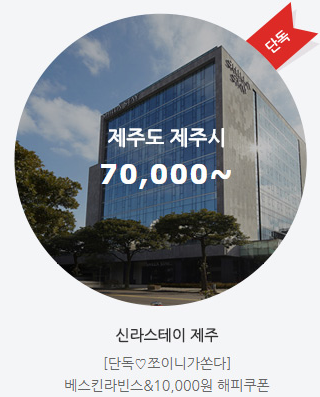 단독
제주도 제주시
70,000~
신라스테이 제주
[단독♡쪼이니가쏜다]
베스킨라빈스&10,000원 해피쿠폰